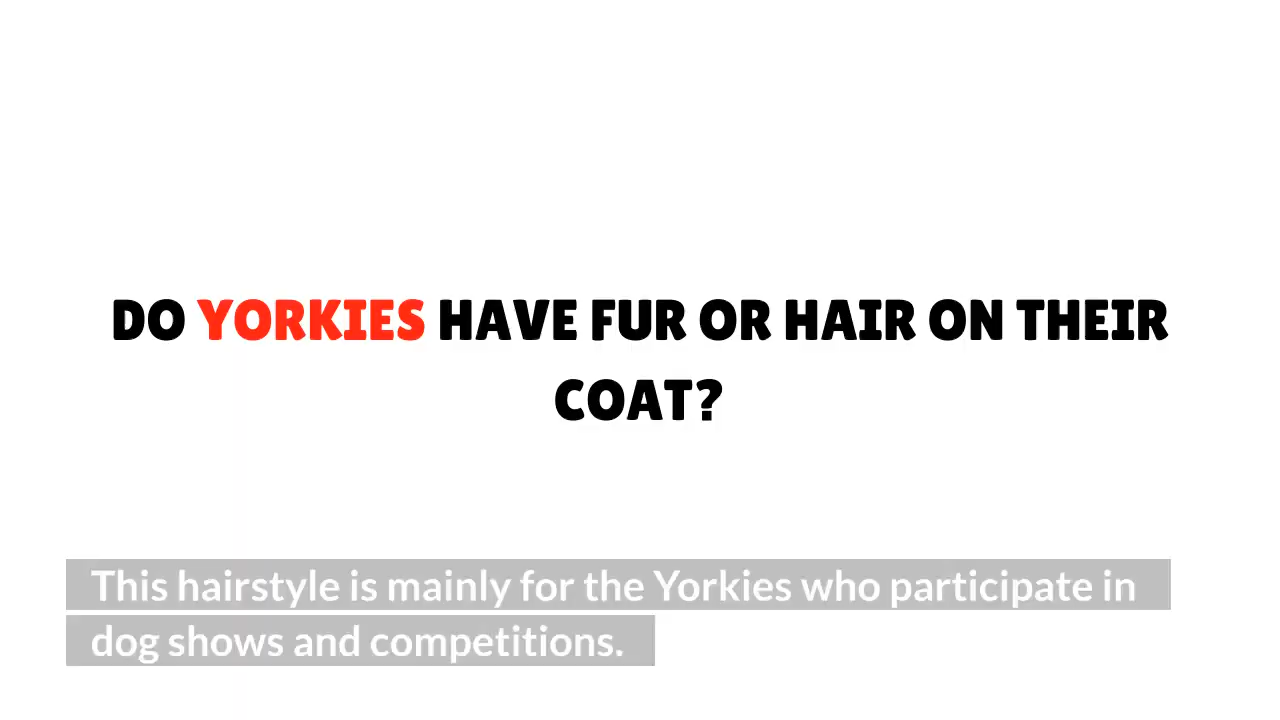 DO YORKIES HAVE FUR OR HAIR ON THEIR
COAT?
This hairstyle is mainly for the Yorkies who participate in
dog shows and competitions.